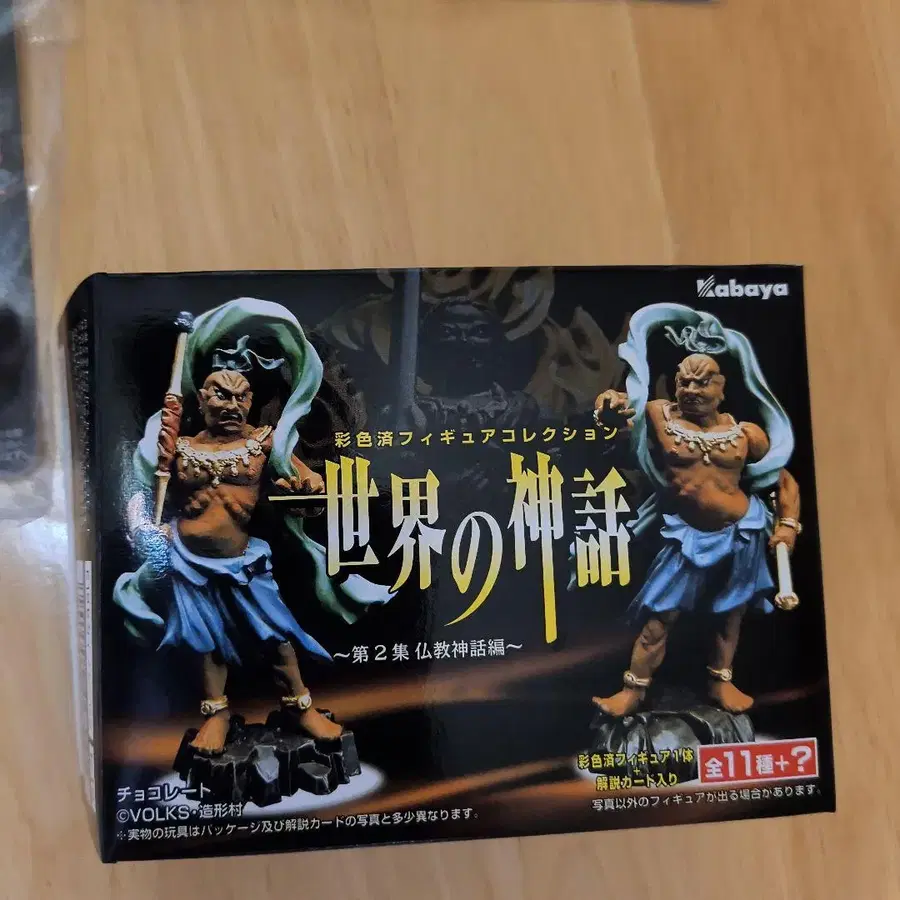 Kabaya
彩色済フィギュアコレクション
世界の神話
～第2集 仏教神話編～
彩色済フィギュア1体
+
解説カード入り
全11種+?
写真以外のフィギュアが出る場合があります。
チョコレート
©VOLKS・造形村
※実物の玩具はパッケージ及び解説カードの写真と多少異なります。